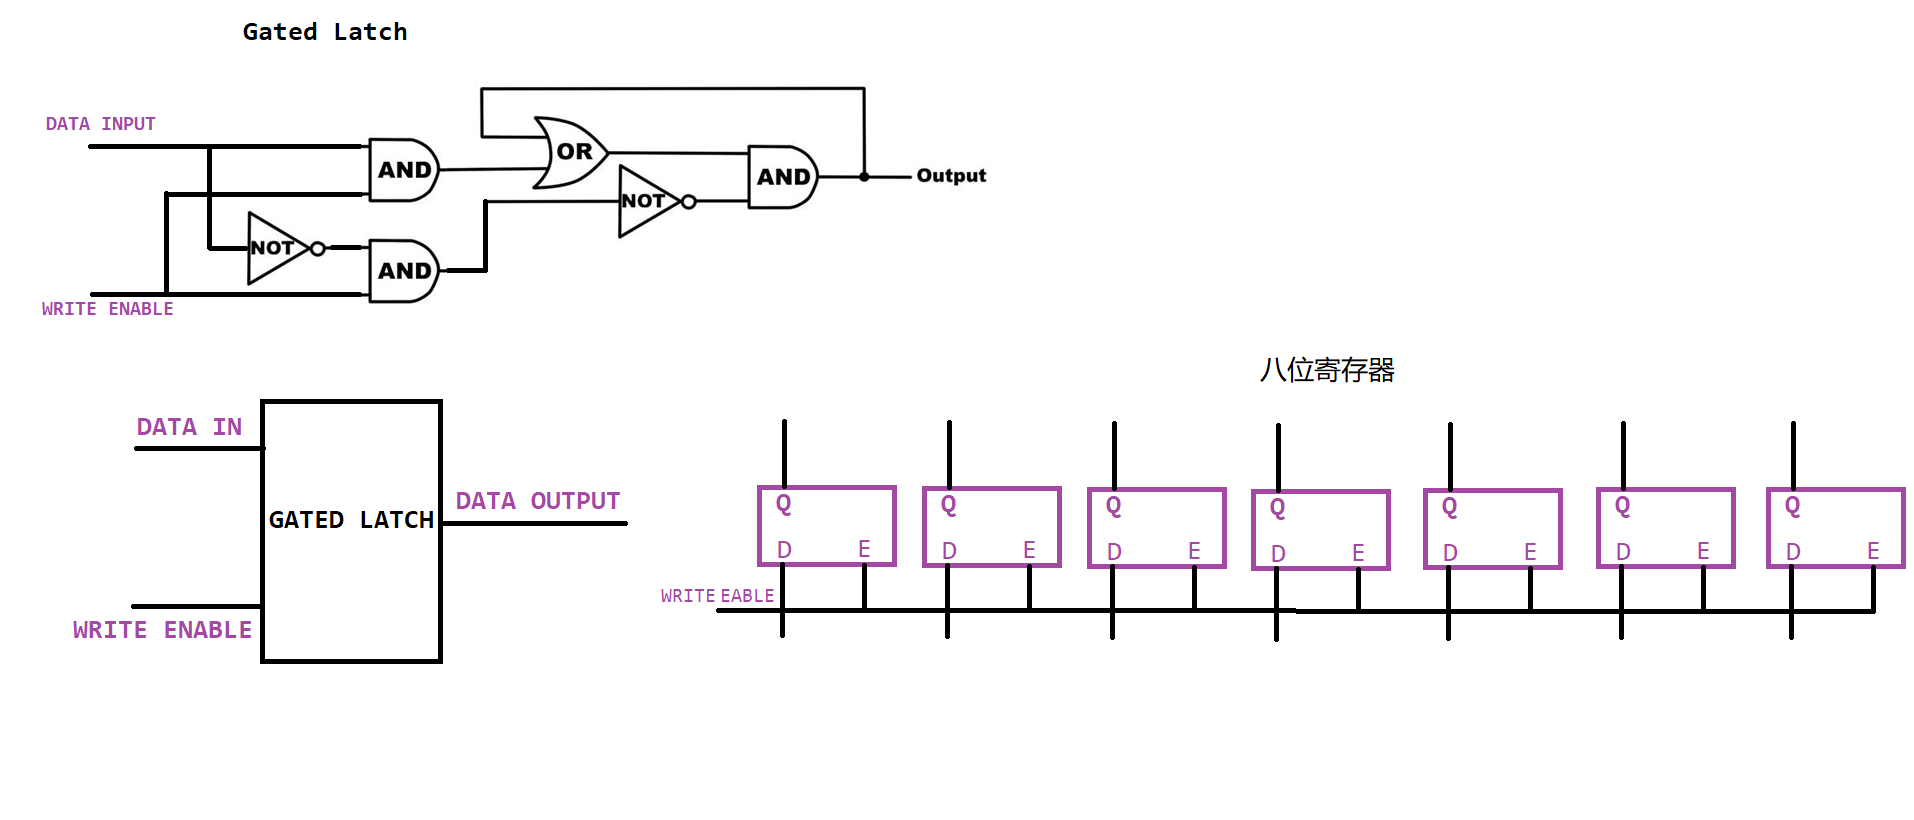 Gated Latch
DATA INPUT
AND
OR
AND
Output
NOT
NOT
AND
WRITE ENABLE
DATA IN
GATED LATCH
DATA OUTPUT
WRITE ENABLE
八位寄存器
Q Q Q Q Q Q Q
D E D E D E D E D E D E D E
WRITE EABLE